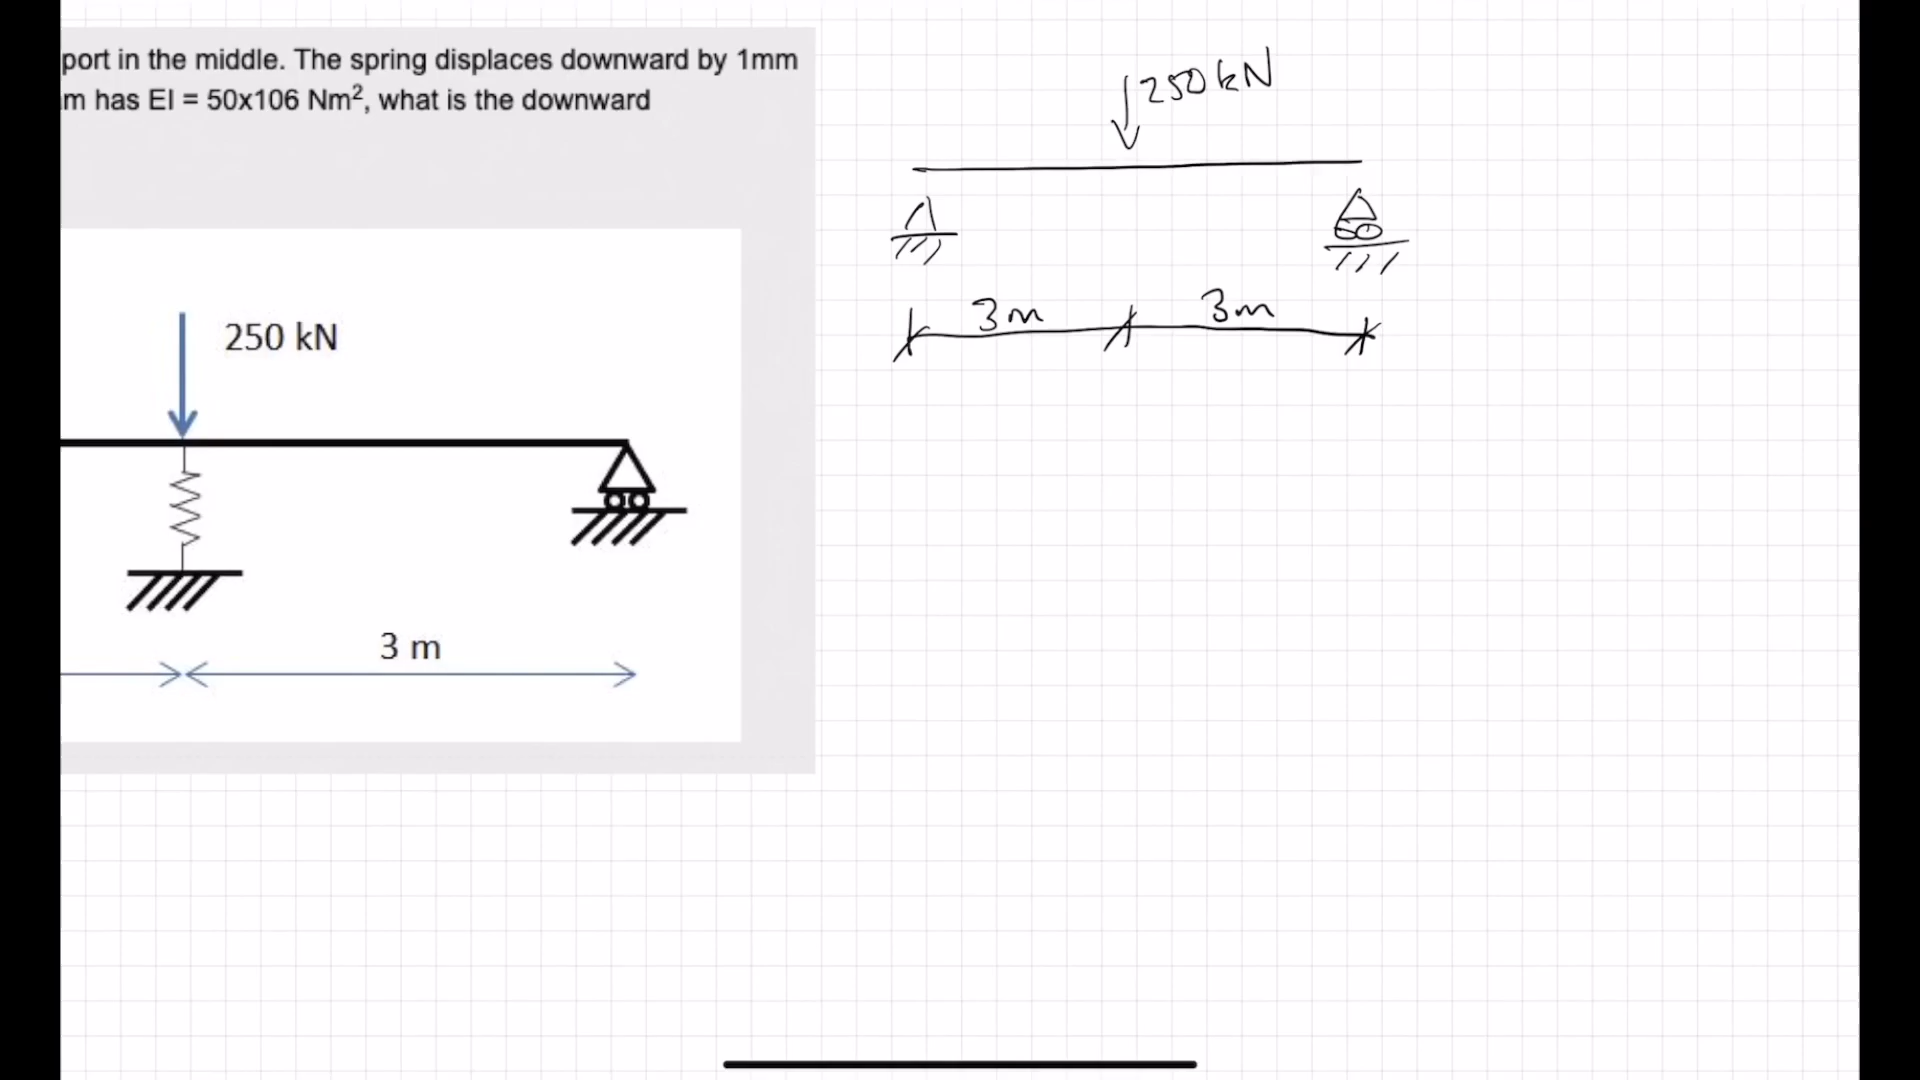 port in the middle. The spring displaces downward by 1mm
m has EI = 50x106 Nm², what is the downward
250 kN
3 m
250 kN
3m 3m